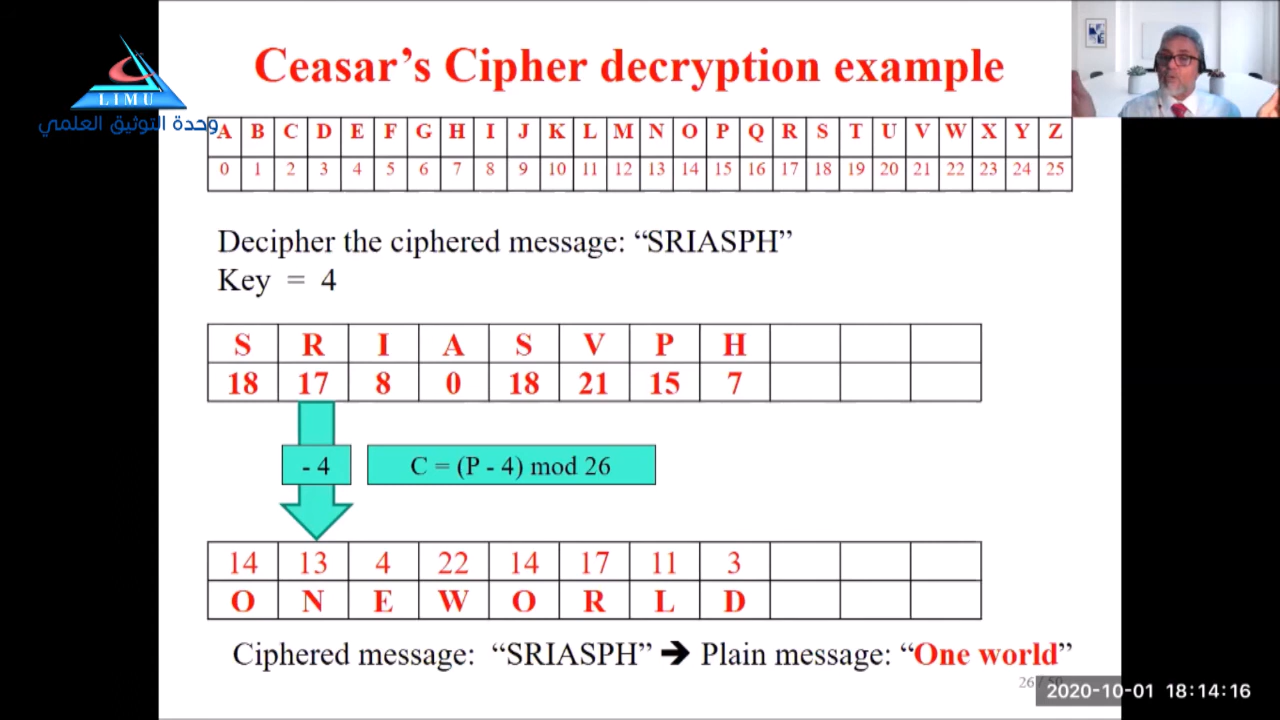 Ceasar's Cipher decryption example
LIMU
وحدة التوثيق العلمي
A B C D E F G H I J K L M N O P Q R S T U V W X Y Z
0 1 2 3 4 5 6 7 8 9 10 11 12 13 14 15 16 17 18 19 20 21 22 23 24 25
Decipher the ciphered message: “SRIASPH”
Key = 4
S R I A S V P H
18 17 8 0 18 21 15 7
- 4
C = (P - 4) mod 26
14 13 4 22 14 17 11 3
O N E W O R L D
Ciphered message: “SRIASPH” ➔ Plain message: “One world”
26 /
2020-10-01 18:14:16